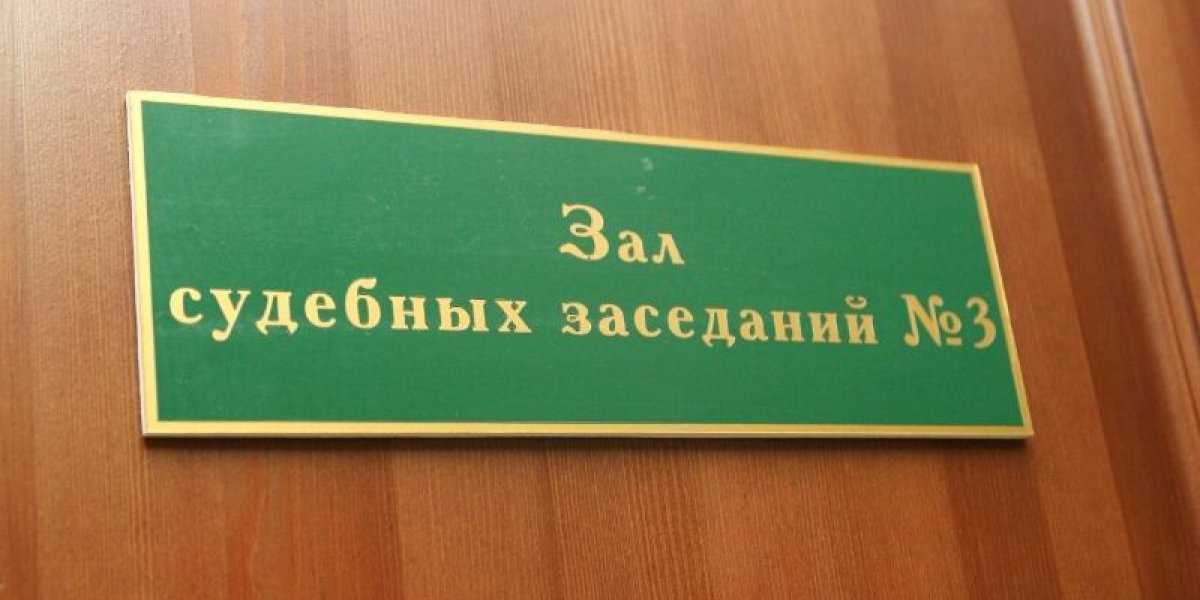 Зал
судебных заседаний №3